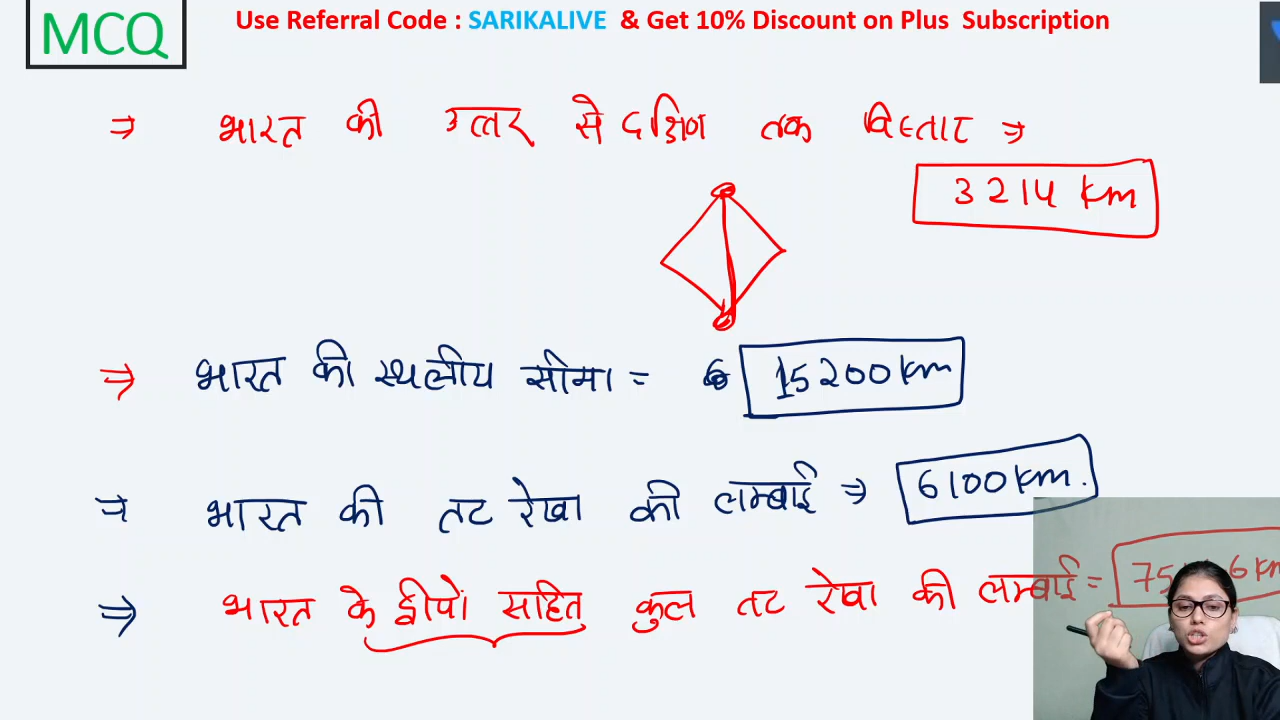 MCQ
Use Referral Code : SARIKALIVE & Get 10% Discount on Plus Subscription
⇒ भारत की उत्तर से दक्षिण तक विस्तार ⇒
3214 km
⇒ भारत की स्थलीय सीमा = 15200 km
⇒ भारत की तट रेखा की लम्बाई ⇒ 6100 km.
⇒ भारत के द्वीपों सहित कुल तट रेखा की लम्बाई =